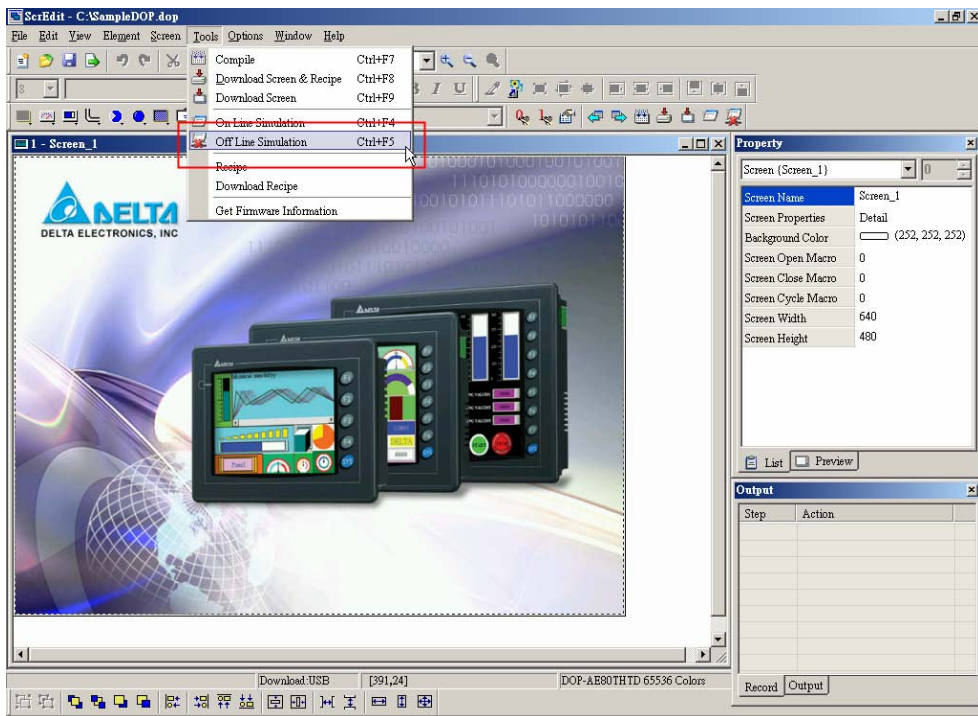 ScrEdit - C:\SampleDOP.dop
File Edit View Element Screen Tools Options Window Help
Compile Ctrl+F7
Download Screen & Recipe Ctrl+F8
Download Screen Ctrl+F9
On Line Simulation Ctrl+F4
Off Line Simulation Ctrl+F5
Recipe
Download Recipe
Get Firmware Information
8
B I U
1 - Screen_1
DELTA
DELTA ELECTRONICS, INC
Property
Screen {Screen_1} 0
Screen Name Screen_1
Screen Properties Detail
Background Color (252, 252, 252)
Screen Open Macro 0
Screen Close Macro 0
Screen Cycle Macro 0
Screen Width 640
Screen Height 480
List Preview
Output
Step Action
Record Output
Download:USB [391,24] DOP-AE80THTD 65536 Colors